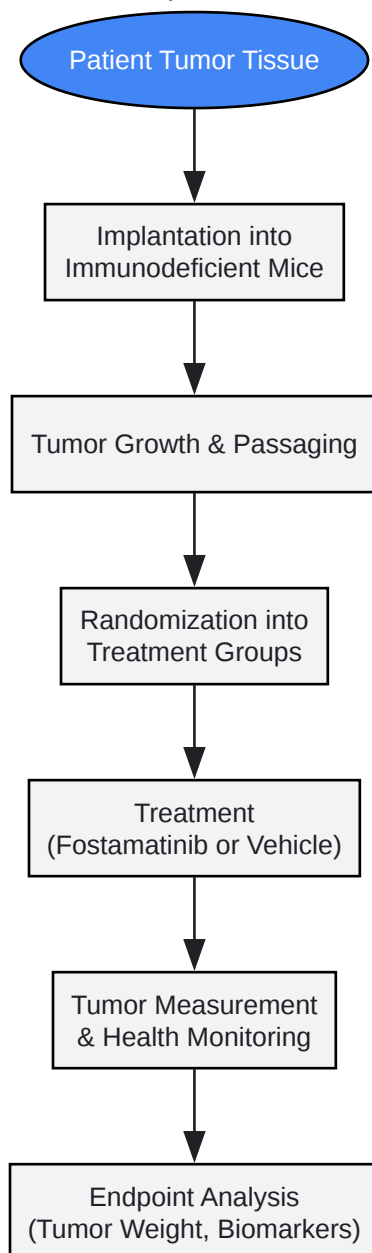 Patient Tumor Tissue
Implantation into
Immunodeficient Mice
Tumor Growth & Passaging
Randomization into
Treatment Groups
Treatment
(Fostamatinib or Vehicle)
Tumor Measurement
& Health Monitoring
Endpoint Analysis
(Tumor Weight, Biomarkers)